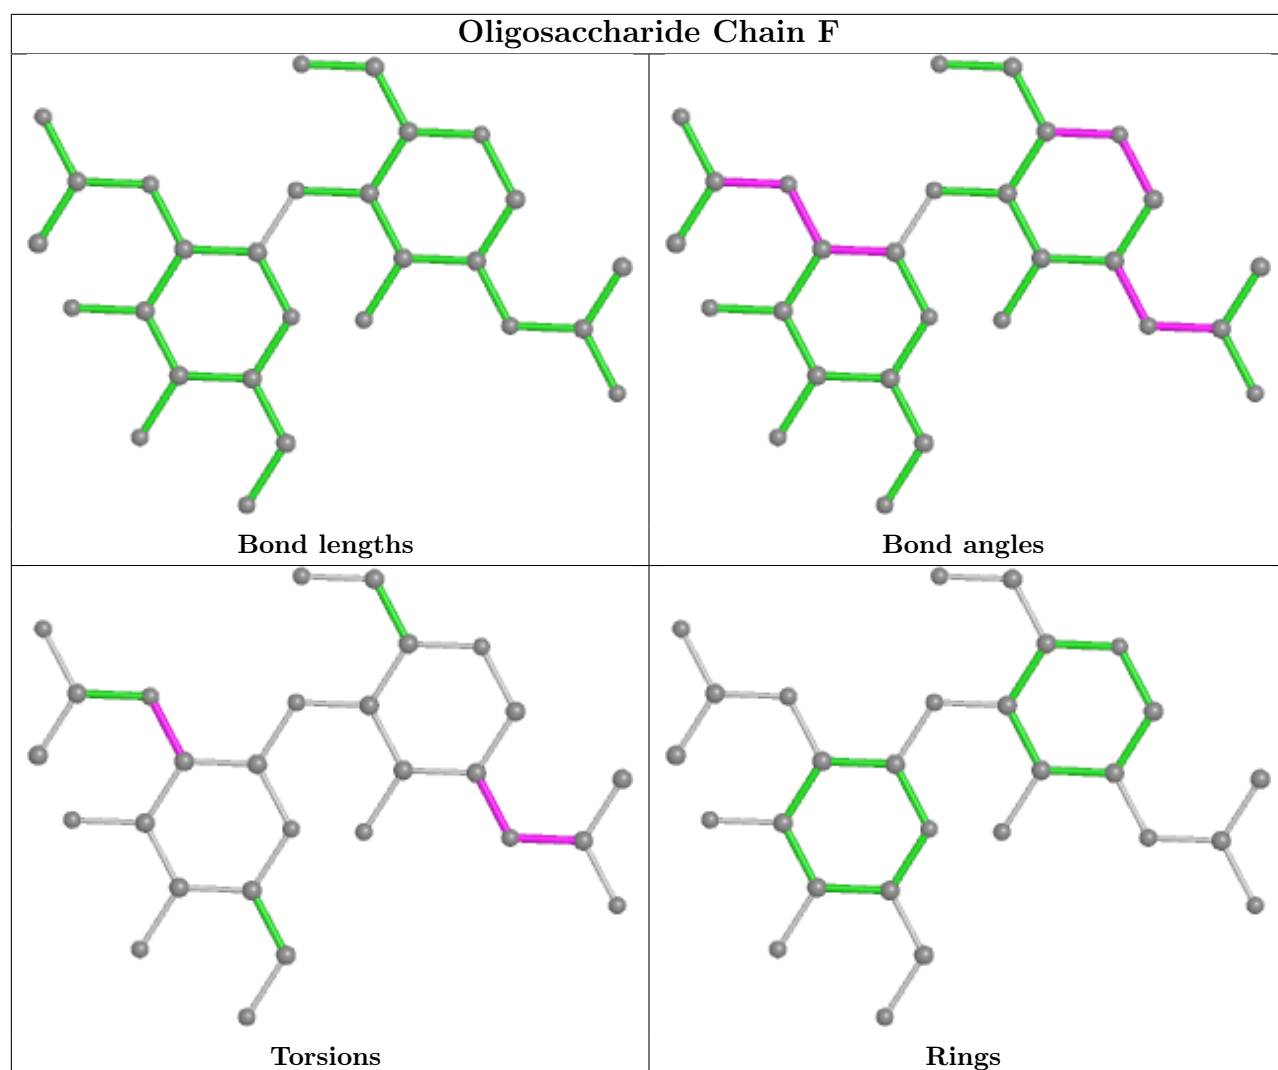 Oligosaccharide Chain F
Bond lengths
Bond angles
Torsions
Rings